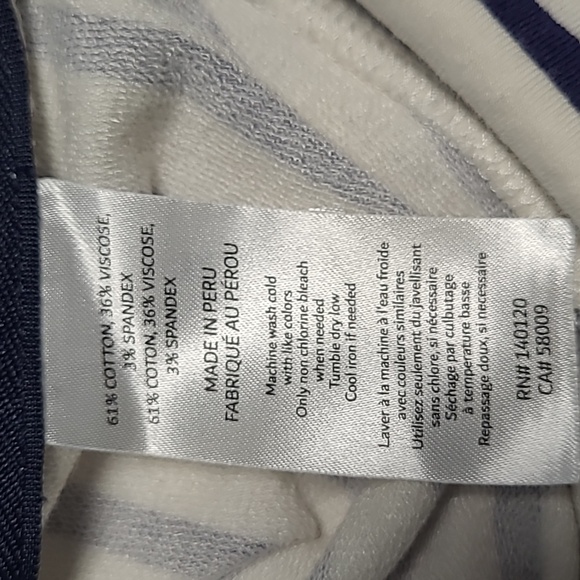 61% COTTON, 36% VISCOSE,
3% SPANDEX
61% COTON, 36% VISCOSE,
3% SPANDEX
MADE IN PERU
FABRIQUÉ AU PÉROU
Machine wash cold
with like colors
Only non chlorine bleach
when needed
Tumble dry low
Cool iron if needed
Laver à la machine à l'eau froide
avec couleurs similaires
Utilisez seulement du javellisant
sans chlore, si nécessaire
Séchage par culbutage
à temperature basse
Repassage doux, si necessaire
RN# 140120
CA# 58009